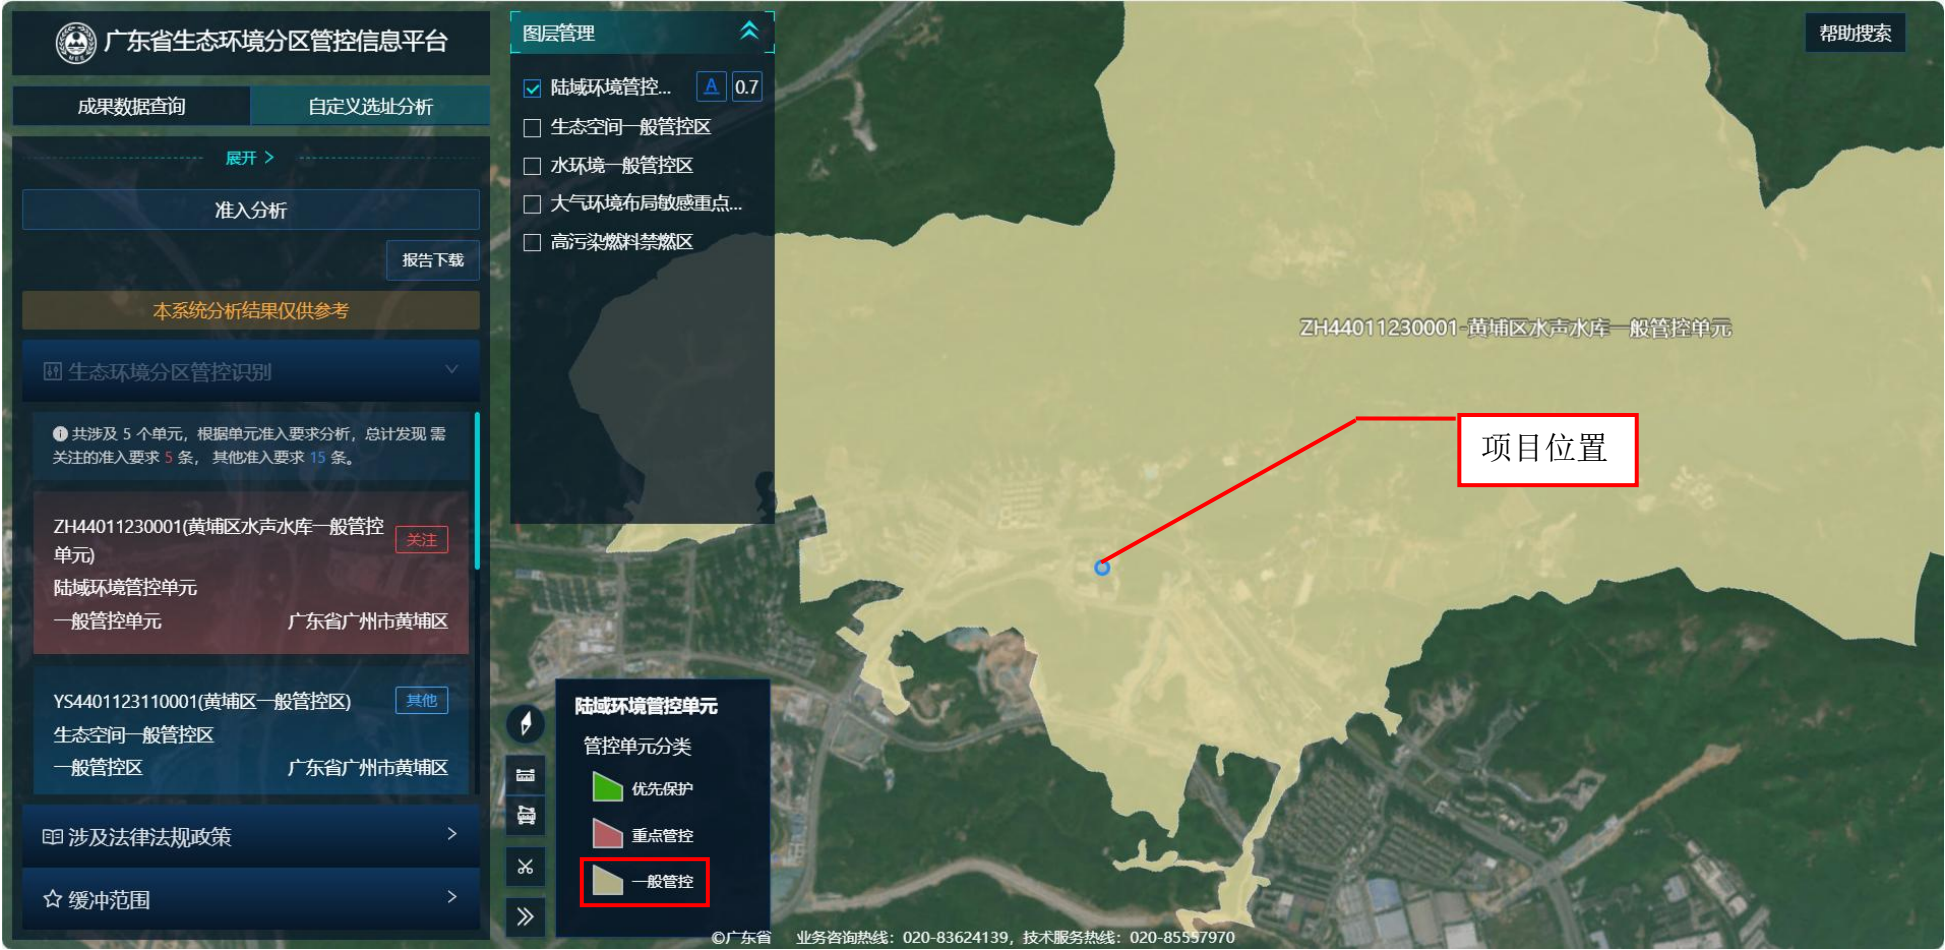 广东省生态环境分区管控信息平台
成果数据查询
自定义选址分析
展开 >
准入分析
报告下载
本系统分析结果仅供参考
生态环境分区管控识别
共涉及 5 个单元，根据单元准入要求分析，总计发现 需
关注的准入要求 5 条， 其他准入要求 15 条。
ZH44011230001(黄埔区水声水库一般管控
单元)
关注
陆域环境管控单元
一般管控单元
广东省广州市黄埔区
YS4401123110001(黄埔区一般管控区)
其他
生态空间一般管控区
一般管控区
广东省广州市黄埔区
涉及法律法规政策
缓冲范围
图层管理
陆域环境管控... A 0.7
生态空间一般管控区
水环境一般管控区
大气环境布局敏感重点...
高污染燃料禁燃区
帮助搜索
ZH44011230001-黄埔区水声水库一般管控单元
项目位置
陆域环境管控单元
管控单元分类
优先保护
重点管控
一般管控
©广东省 业务咨询热线：020-83624139，技术服务热线：020-85557970